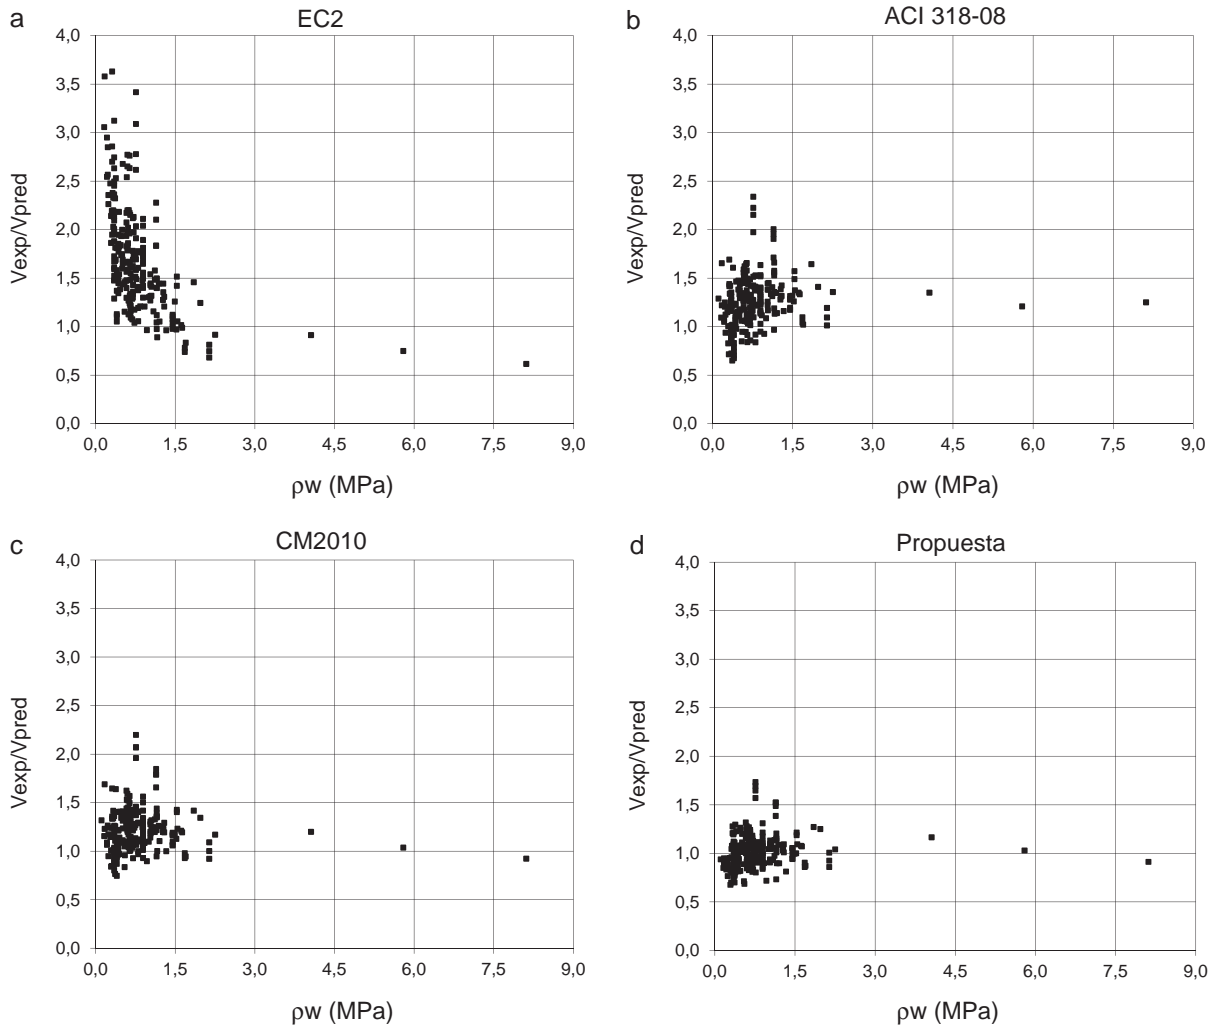 a
EC2
4,0
3,5
3,0
2,5
2,0
1,5
1,0
0,5
0,0
Vexp/Vpred
0,0 1,5 3,0 4,5 6,0 7,5 9,0
ρw (MPa)
b
ACI 318-08
4,0
3,5
3,0
2,5
2,0
1,5
1,0
0,5
0,0
Vexp/Vpred
0,0 1,5 3,0 4,5 6,0 7,5 9,0
ρw (MPa)
c
CM2010
4,0
3,5
3,0
2,5
2,0
1,5
1,0
0,5
0,0
Vexp/Vpred
0,0 1,5 3,0 4,5 6,0 7,5 9,0
ρw (MPa)
d
Propuesta
4,0
3,5
3,0
2,5
2,0
1,5
1,0
0,5
0,0
Vexp/Vpred
0,0 1,5 3,0 4,5 6,0 7,5 9,0
ρw (MPa)